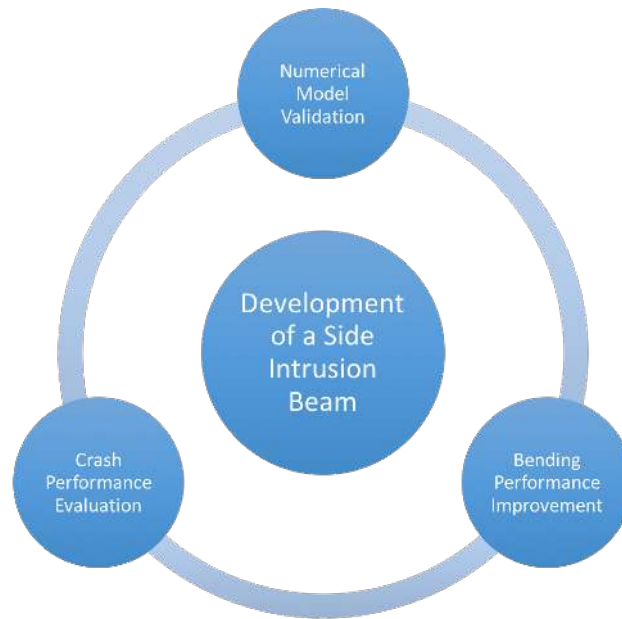 Numerical
Model
Validation
Development
of a Side
Intrusion
Beam
Crash
Performance
Evaluation
Bending
Performance
Improvement